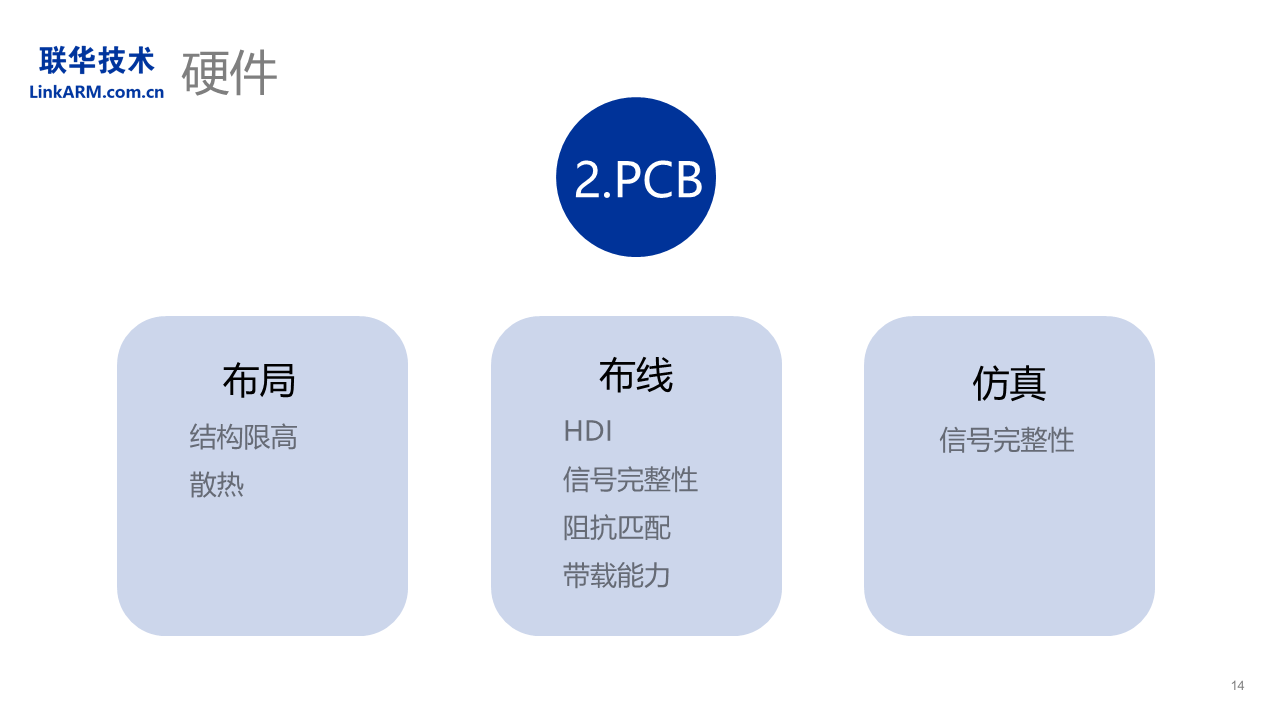 联华技术
LinkARM.com.cn
硬件
2.PCB
布局
结构限高
散热
布线
HDI
信号完整性
阻抗匹配
带载能力
仿真
信号完整性
14